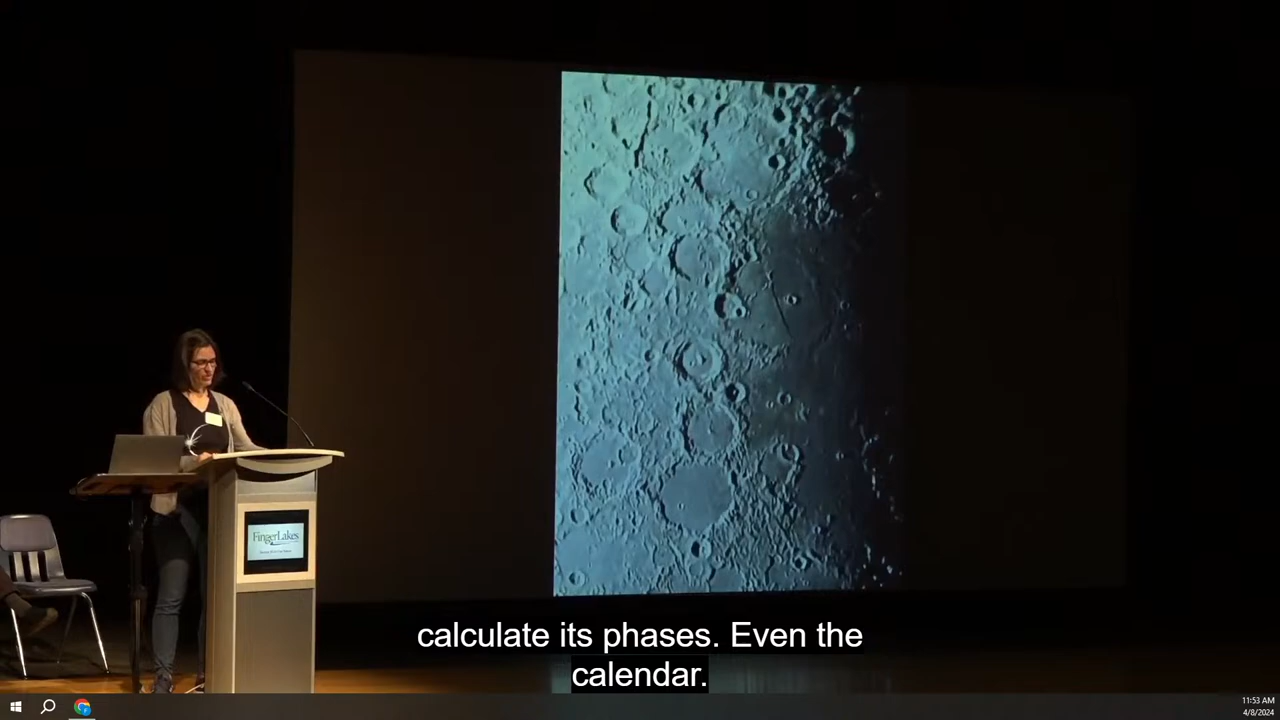 FingerLakes
calculate its phases. Even the
calendar.
11:53 AM
4/8/2024